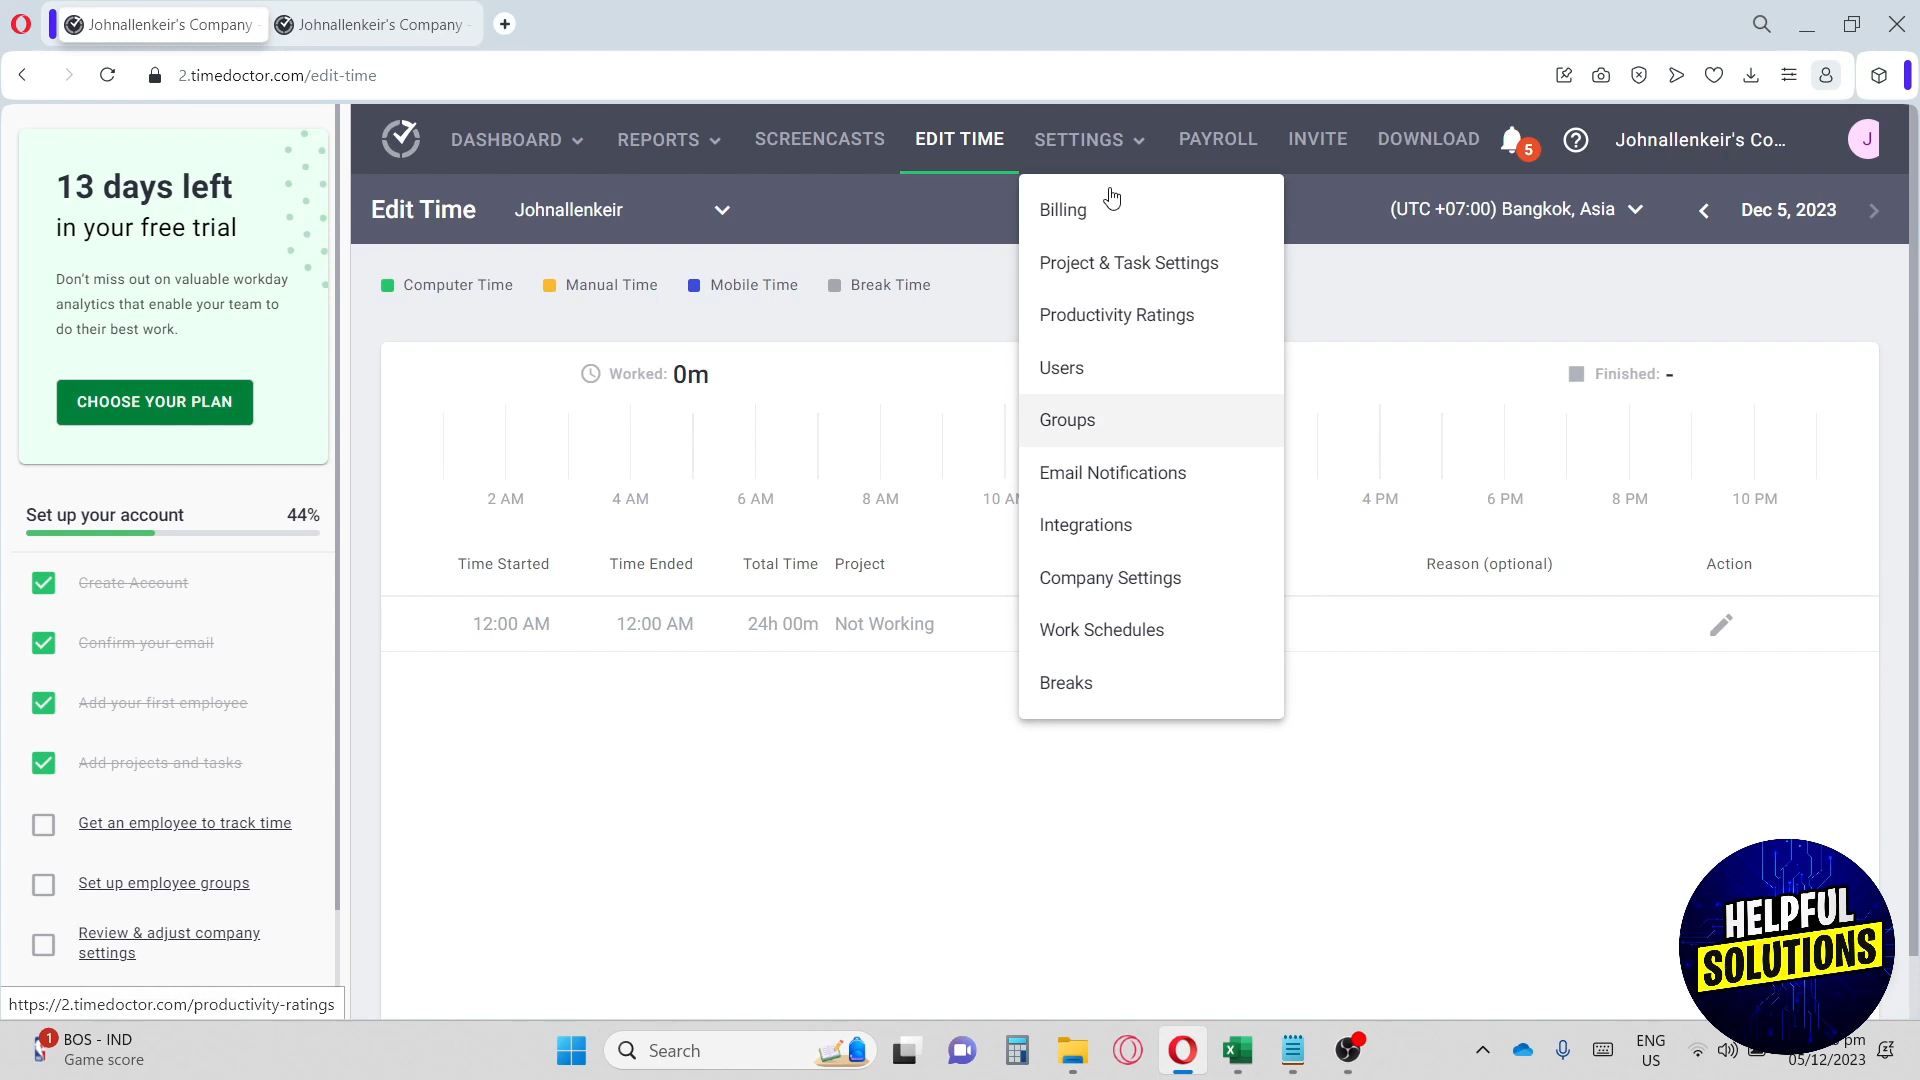 Johnallenkeir's Company
Johnallenkeir's Company
2.timedoctor.com/edit-time
DASHBOARD
REPORTS
SCREENCASTS
EDIT TIME
SETTINGS
PAYROLL
INVITE
DOWNLOAD
5
Johnallenkeir's Co...
J
Edit Time
Johnallenkeir
(UTC +07:00) Bangkok, Asia
Dec 5, 2023
13 days left
in your free trial
Don't miss out on valuable workday
analytics that enable your team to
do their best work.
CHOOSE YOUR PLAN
Set up your account 44%
Create Account
Confirm your email
Add your first employee
Add projects and tasks
Get an employee to track time
Set up employee groups
Review & adjust company
settings
Computer Time
Manual Time
Mobile Time
Break Time
Billing
Project & Task Settings
Productivity Ratings
Users
Groups
Email Notifications
Integrations
Company Settings
Work Schedules
Breaks
Worked: 0m
Finished: -
2 AM 4 AM 6 AM 8 AM 10 4 PM 6 PM 8 PM 10 PM
Time Started Time Ended Total Time Project Reason (optional) Action
12:00 AM 12:00 AM 24h 00m Not Working
HELPFUL
SOLUTIONS
https://2.timedoctor.com/productivity-ratings
1
BOS - IND
Game score
Search
ENG
US
pm
05/12/2023